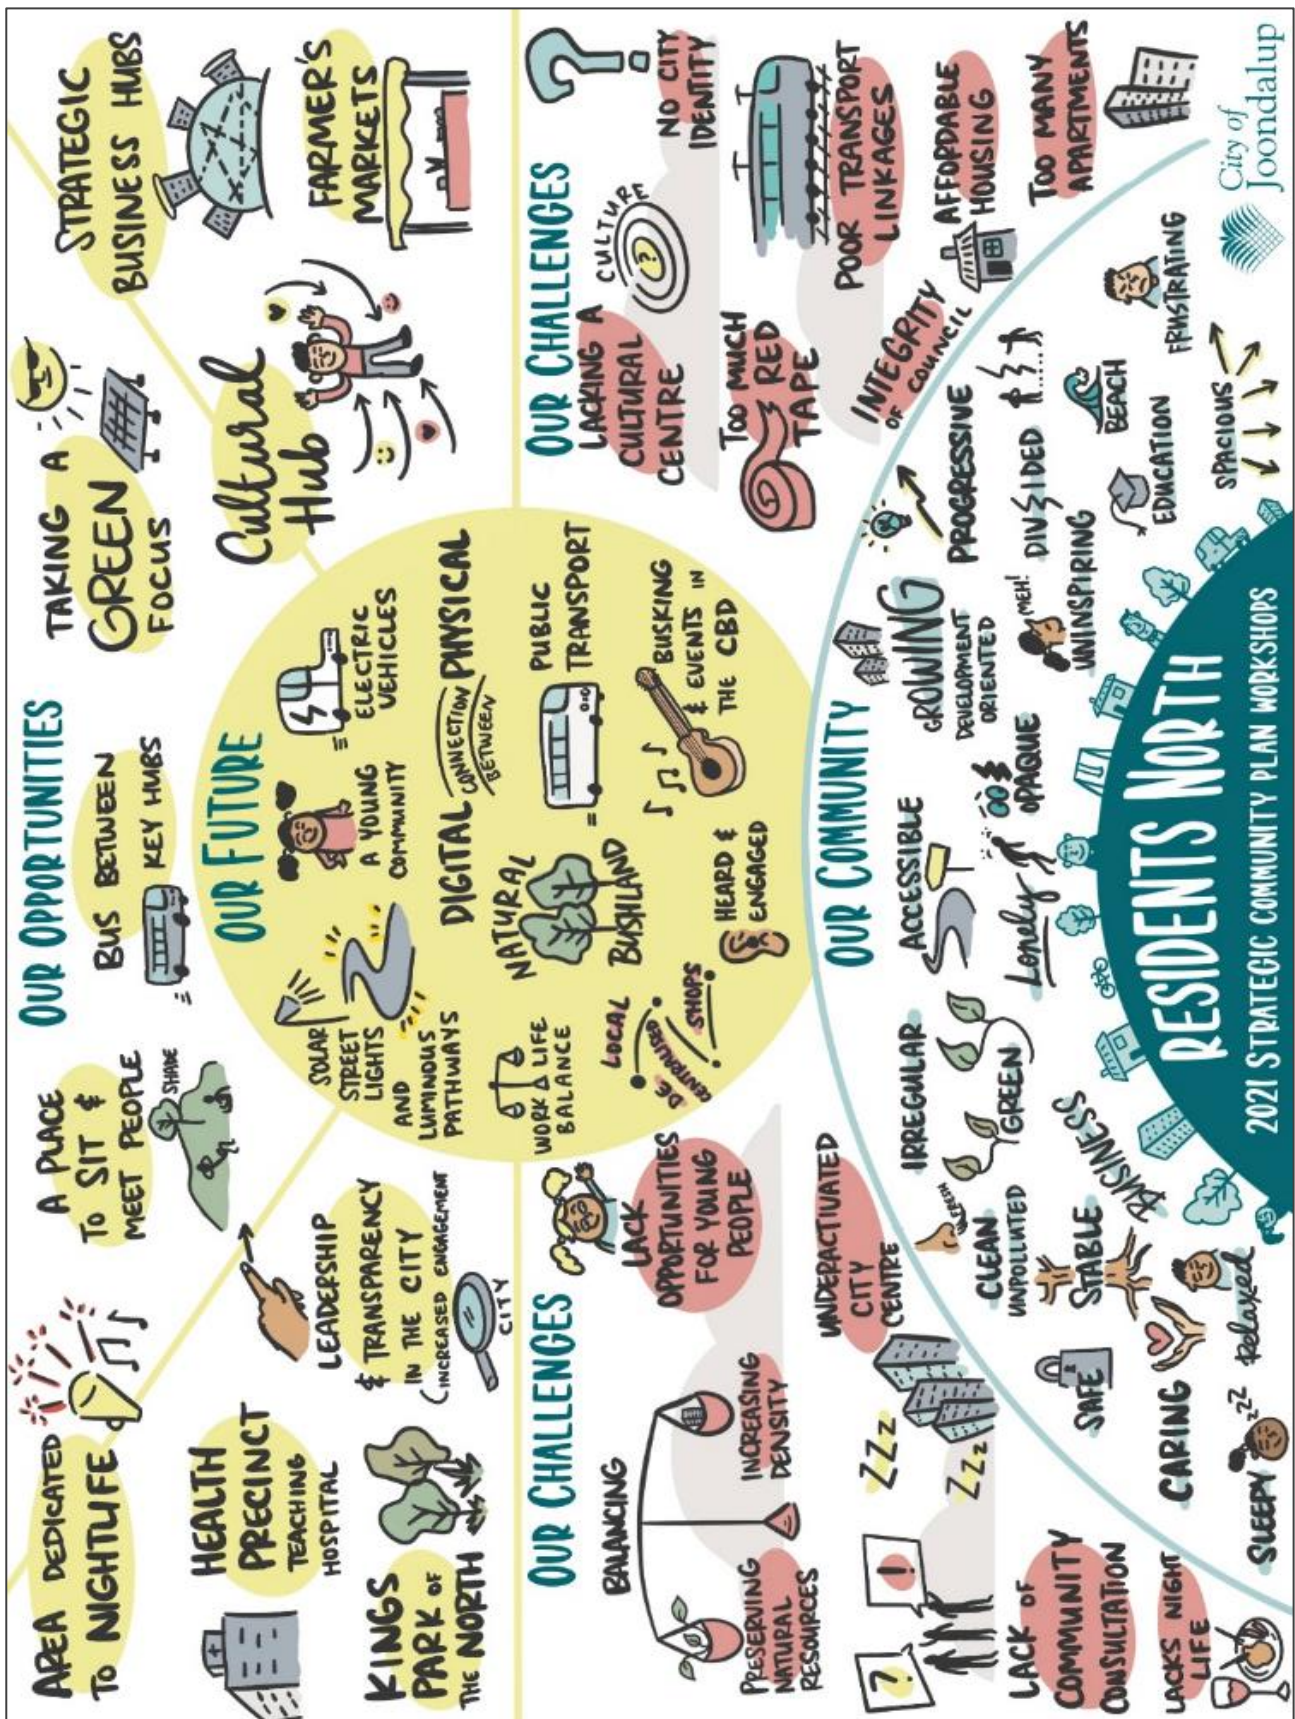 OUR OPPORTUNITIES
AREA DEDICATED
TO NIGHTLIFE
A PLACE
TO SIT &
MEET PEOPLE
SHADE
BUS BETWEEN
KEY HUBS
TAKING A
GREEN
FOCUS
STRATEGIC
BUSINESS HUBS
HEALTH
PRECINCT
TEACHING
HOSPITAL
Cultural
Hub
FARMER'S
MARKETS
KINGS
PARK OF
THE NORTH
LEADERSHIP
& TRANSPARENCY
IN THE CITY
(INCREASED ENGAGEMENT
CITY
OUR FUTURE
SOLAR
STREET
LIGHTS
AND
LUMINOUS
PATHWAYS
A YOUNG
COMMUNITY
ELECTRIC
VEHICLES
DIGITAL
CONNECTION
BETWEEN
PHYSICAL
WORK LIFE
BALANCE
NATURAL
BUSHLAND
PUBLIC
TRANSPORT
LOCAL
DE
CENTRALISED
SHOPS
HEARD &
ENGAGED
BUSKING
& EVENTS IN
THE CBD
OUR CHALLENGES
BALANCING
PRESERVING
NATURAL
RESOURCES
INCREASING
DENSITY
LACK
OPPORTUNITIES
FOR YOUNG
PEOPLE
UNDERACTIVATED
CITY
CENTRE
ZZZ
ZZZ
?
!
LACK OF
COMMUNITY
CONSULTATION
LACKS NIGHT
LIFE
OUR CHALLENGES
LACKING A
CULTURAL
CENTRE
CULTURE
?
NO CITY
IDENTITY
TOO MUCH
RED
TAPE
POOR TRANSPORT
LINKAGES
INTEGRITY
OF COUNCIL
AFFORDABLE
HOUSING
TOO MANY
APARTMENTS
OUR COMMUNITY
IRREGULAR
ACCESSIBLE
GROWING
DEVELOPMENT
ORIENTED
PROGRESSIVE
FRESH
CLEAN
UNPOLLUTED
GREEN
Lonely
OPAQUE
MEH!
UNINSPIRING
DIVIDED
SAFE
STABLE
BUSINESS
BEACH
EDUCATION
FRUSTRATING
CARING
Relaxed
SPACIOUS
SLEEPY
ZZZ
RESIDENTS NORTH
2021 STRATEGIC COMMUNITY PLAN WORKSHOPS
City of
Joondalup